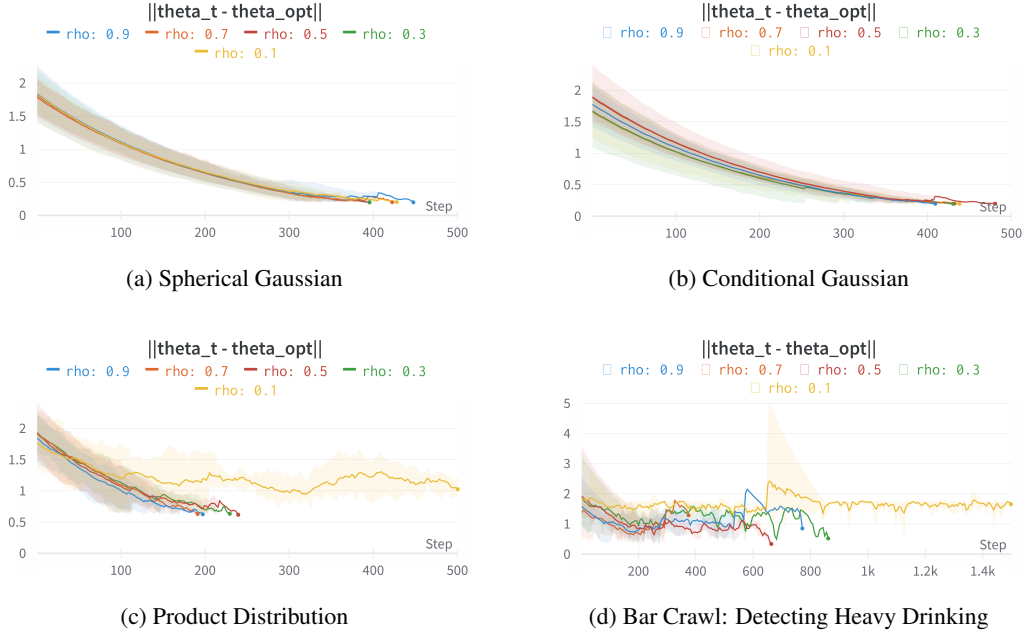 ||theta_t - theta_opt||
rho: 0.9 rho: 0.7 rho: 0.5 rho: 0.3
rho: 0.1
2
1.5
1
0.5
0
Step
100 200 300 400 500
(a) Spherical Gaussian
||theta_t - theta_opt||
rho: 0.9 rho: 0.7 rho: 0.5 rho: 0.3
rho: 0.1
2
1.5
1
0.5
0
Step
100 200 300 400 500
(b) Conditional Gaussian
||theta_t - theta_opt||
rho: 0.9 rho: 0.7 rho: 0.5 rho: 0.3
rho: 0.1
2
1.5
1
0.5
0
Step
100 200 300 400 500
(c) Product Distribution
||theta_t - theta_opt||
rho: 0.9 rho: 0.7 rho: 0.5 rho: 0.3
rho: 0.1
5
4
3
2
1
0
Step
200 400 600 800 1k 1.2k 1.4k
(d) Bar Crawl: Detecting Heavy Drinking